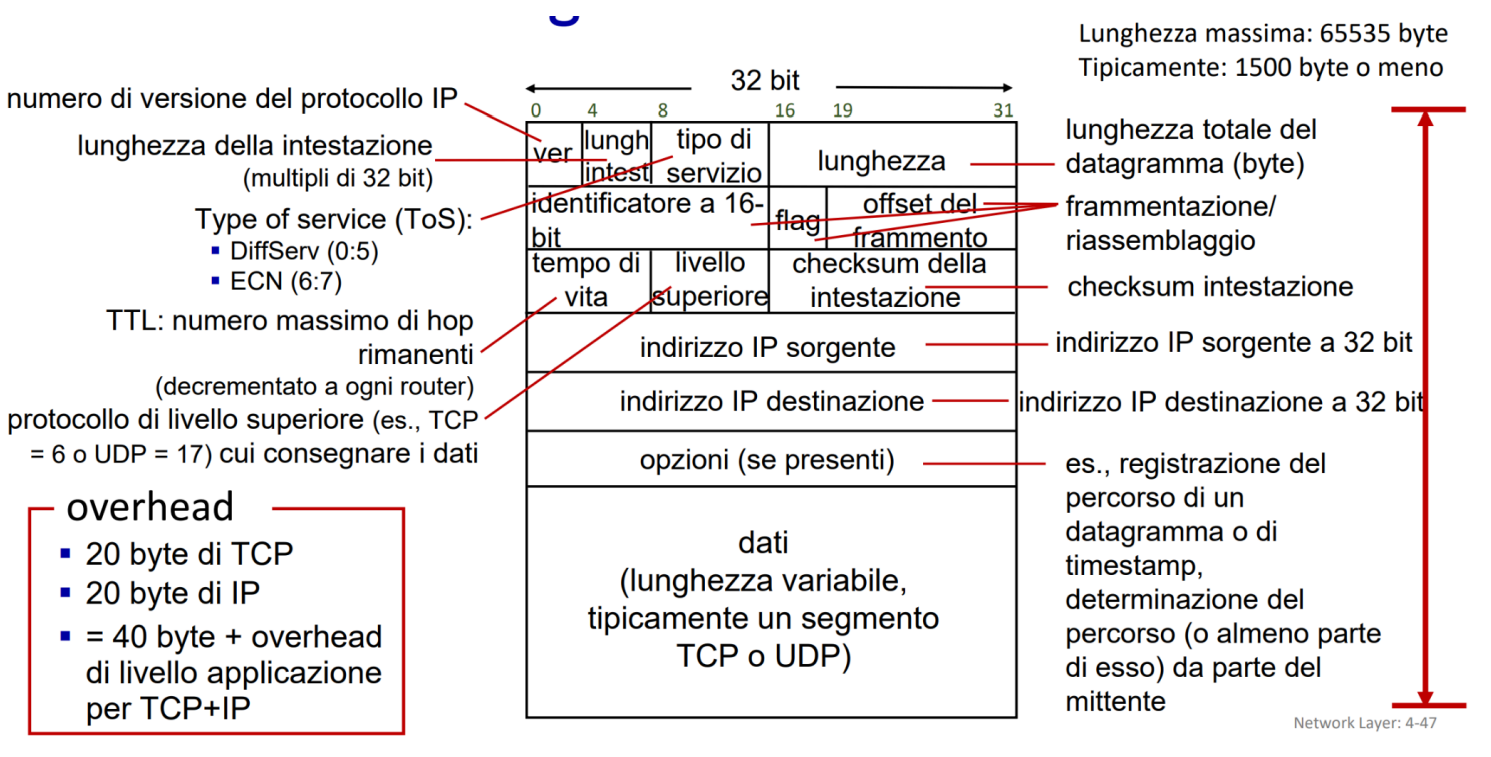 Lunghezza massima: 65535 byte
Tipicamente: 1500 byte o meno
32 bit
0 4 8 16 19 31
numero di versione del protocollo IP
lunghezza della intestazione
(multipli di 32 bit)
Type of service (ToS):
▪ DiffServ (0:5)
▪ ECN (6:7)
TTL: numero massimo di hop
rimanenti
(decrementato a ogni router)
protocollo di livello superiore (es., TCP
= 6 o UDP = 17) cui consegnare i dati
overhead
▪ 20 byte di TCP
▪ 20 byte di IP
▪ = 40 byte + overhead
di livello applicazione
per TCP+IP
ver
lungh
intest
tipo di
servizio
lunghezza
identificatore a 16-
bit
flag
offset del
frammento
tempo di
vita
livello
superiore
checksum della
intestazione
indirizzo IP sorgente
indirizzo IP destinazione
opzioni (se presenti)
dati
(lunghezza variabile,
tipicamente un segmento
TCP o UDP)
lunghezza totale del
datagramma (byte)
frammentazione/
riassemblaggio
checksum intestazione
indirizzo IP sorgente a 32 bit
indirizzo IP destinazione a 32 bit
es., registrazione del
percorso di un
datagramma o di
timestamp,
determinazione del
percorso (o almeno parte
di esso) da parte del
mittente
Network Layer: 4-47